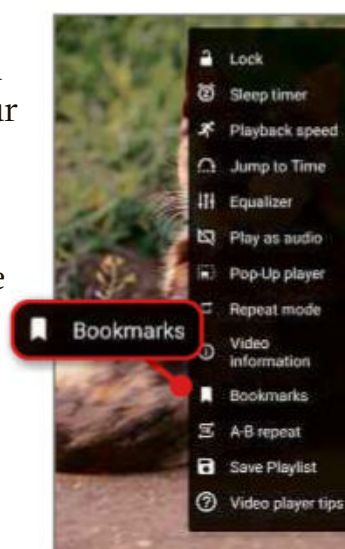 ur
e
Lock
Sleep timer
Playback speed
Jump to Time
Equalizer
Play as audio
Pop-Up player
Repeat mode
Bookmarks
Video
information
Bookmarks
A-B repeat
Save Playlist
Video player tips